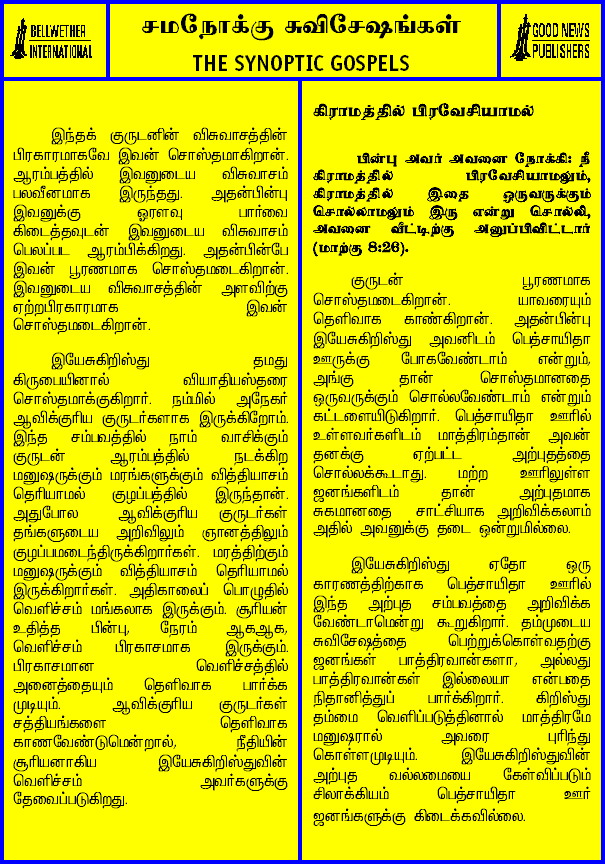 BELLWETHER
INTERNATIONAL
சமநோக்கு சுவிசேஷங்கள்
THE SYNOPTIC GOSPELS
GOOD NEWS
PUBLISHERS
இந்தக் குருடனின் விசுவாசத்தின்
பிரகாரமாகவே இவன் சொஸ்தமாகிறான்.
ஆரம்பத்தில் இவனுடைய விசுவாசம்
பலவீனமாக இருந்தது. அதன்பின்பு
இவனுக்கு ஓரளவு பார்வை
கிடைத்தவுடன் இவனுடைய விசுவாசம்
பெலப்பட ஆரம்பிக்கிறது. அதன்பின்பே
இவன் பூரணமாக சொஸ்தமடைகிறான்.
இவனுடைய விசுவாசத்தின் அளவிற்கு
ஏற்றபிரகாரமாக இவன்
சொஸ்தமடைகிறான்.
இயேசுகிறிஸ்து தமது
கிருபையினால் வியாதியஸ்தரை
சொஸ்தமாக்குகிறார். நம்மில் அநேகர்
ஆவிக்குரிய குருடர்களாக இருக்கிறோம்.
இந்த சம்பவத்தில் நாம் வாசிக்கும்
குருடன் ஆரம்பத்தில் நடக்கிற
மனுஷருக்கும் மரங்களுக்கும் வித்தியாசம்
தெரியாமல் குழப்பத்தில் இருந்தான்.
அதுபோல ஆவிக்குரிய குருடர்கள்
தங்களுடைய அறிவிலும் ஞானத்திலும்
குழப்பமடைந்திருக்கிறார்கள். மரத்திற்கும்
மனுஷருக்கும் வித்தியாசம் தெரியாமல்
இருக்கிறார்கள். அதிகாலைப் பொழுதில்
வெளிச்சம் மங்கலாக இருக்கும். சூரியன்
உதித்த பின்பு, நேரம் ஆகஆக,
வெளிச்சம் பிரகாசமாக இருக்கும்.
பிரகாசமான வெளிச்சத்தில்
அனைத்தையும் தெளிவாக பார்க்க
முடியும். ஆவிக்குரிய குருடர்கள்
சத்தியங்களை தெளிவாக
காணவேண்டுமென்றால், நீதியின்
சூரியனாகிய இயேசுகிறிஸ்துவின்
வெளிச்சம் அவர்களுக்கு
தேவைப்படுகிறது.
கிராமத்தில் பிரவேசியாமல்
பின்பு அவர் அவனை நோக்கி: நீ
கிராமத்தில் பிரவேசியாமலும்,
கிராமத்தில் இதை ஒருவருக்கும்
சொல்லாமலும் இரு என்று சொல்லி,
அவனை வீட்டிற்கு அனுப்பிவிட்டார்
(மாற்கு 8:26).
குருடன் பூரணமாக
சொஸ்தமடைகிறான். யாவரையும்
தெளிவாக காண்கிறான். அதன்பின்பு
இயேசுகிறிஸ்து அவனிடம் பெத்சாயிதா
ஊருக்கு போகவேண்டாம் என்றும்,
அங்கு தான் சொஸ்தமானதை
ஒருவருக்கும் சொல்லவேண்டாம் என்றும்
கட்டளையிடுகிறார். பெத்சாயிதா ஊரில்
உள்ளவர்களிடம் மாத்திரம்தான் அவன்
தனக்கு ஏற்பட்ட அற்புதத்தை
சொல்லக்கூடாது. மற்ற ஊரிலுள்ள
ஜனங்களிடம் தான் அற்புதமாக
சுகமானதை சாட்சியாக அறிவிக்கலாம்
அதில் அவனுக்கு தடை ஒன்றுமில்லை.
இயேசுகிறிஸ்து ஏதோ ஒரு
காரணத்திற்காக பெத்சாயிதா ஊரில்
இந்த அற்புத சம்பவத்தை அறிவிக்க
வேண்டாமென்று கூறுகிறார். தம்முடைய
சுவிசேஷத்தை பெற்றுக்கொள்வதற்கு
ஜனங்கள் பாத்திரவான்களா, அல்லது
பாத்திரவான்கள் இல்லையா என்பதை
நிதானித்துப் பார்க்கிறார். கிறிஸ்து
தம்மை வெளிப்படுத்தினால் மாத்திரமே
மனுஷரால் அவரை புரிந்து
கொள்ளமுடியும். இயேசுகிறிஸ்துவின்
அற்புத வல்லமையை கேள்விப்படும்
சிலாக்கியம் பெத்சாயிதா ஊர்
ஜனங்களுக்கு கிடைக்கவில்லை.